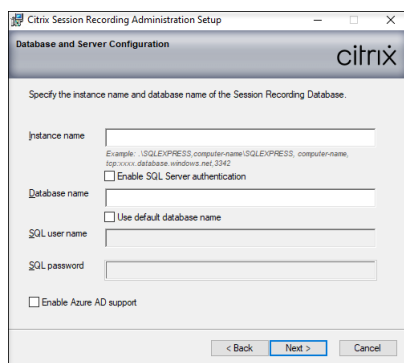 Citrix Session Recording Administration Setup
Database and Server Configuration
citrix
Specify the instance name and database name of the Session Recording Database.
Instance name
Example: .\SQLEXPRESS,computer-name\SQLEXPRESS, computer-name,
tcp:xxxx.database.windows.net,3342
Enable SQL Server authentication
Database name
Use default database name
SQL user name
SQL password
Enable Azure AD support
< Back
Next >
Cancel